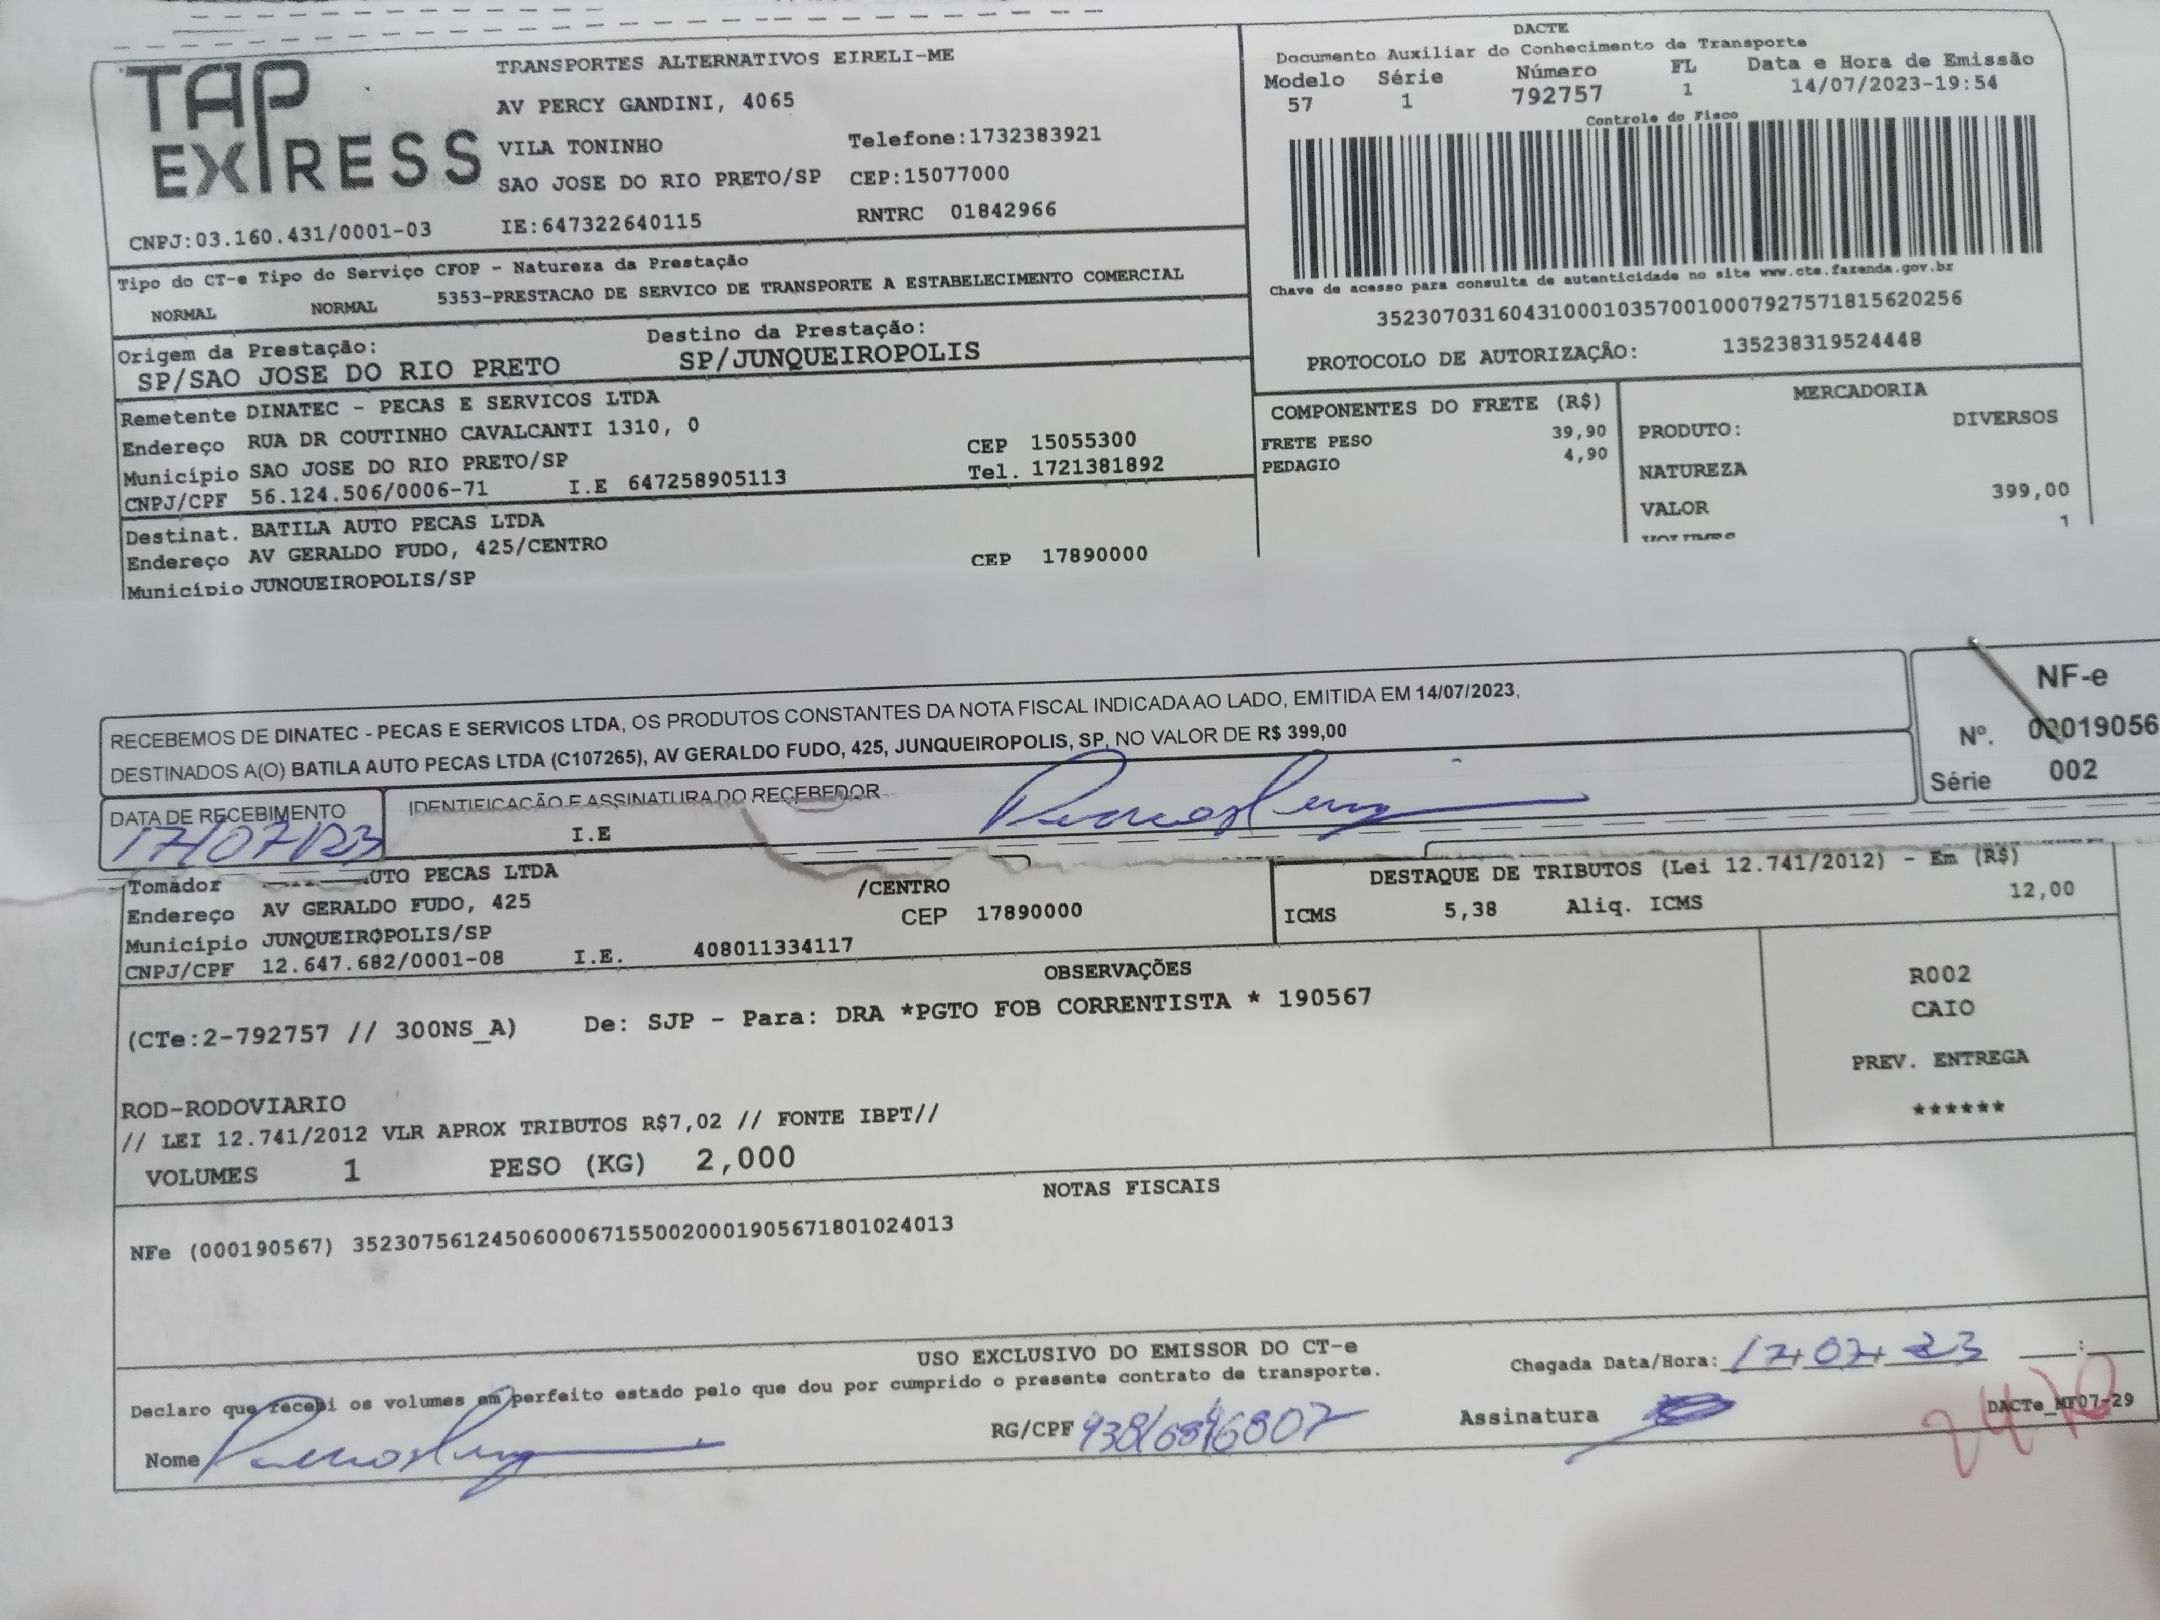 TAP EXPRESS
TRANSPORTES ALTERNATIVOS EIRELI-ME
AV PERCY GANDINI, 4065
VILA TONINHO Telefone:1732383921
SAO JOSE DO RIO PRETO/SP CEP:15077000
CNPJ:03.160.431/0001-03 IE:647322640115 RNTRC 01842966
DACTE
Documento Auxiliar do Conhecimento de Transporte
Modelo Série Número FL Data e Hora de Emissão
57 1 792757 1 14/07/2023-19:54
Controle do Fisco
Chave de acesso para consulta de autenticidade no site www.cte.fazenda.gov.br
35230703160431000103570010007927571815620256
PROTOCOLO DE AUTORIZAÇÂO: 135238319524448
Tipo do CT-e Tipo do Serviço CFOP - Natureza da Prestação
NORMAL NORMAL 5353-PRESTACAO DE SERVICO DE TRANSPORTE A ESTABELECIMENTO COMERCIAL
Origem da Prestação: Destino da Prestação:
SP/SAO JOSE DO RIO PRETO SP/JUNQUEIROPOLIS
Remetente DINATEC - PECAS E SERVICOS LTDA
Endereço RUA DR COUTINHO CAVALCANTI 1310, 0 CEP 15055300
Município SAO JOSE DO RIO PRETO/SP Tel. 1721381892
CNPJ/CPF 56.124.506/0006-71 I.E 647258905113
Destinat. BATILA AUTO PECAS LTDA
Endereço AV GERALDO FUDO, 425/CENTRO CEP 17890000
Município JUNQUEIROPOLIS/SP
COMPONENTES DO FRETE (R$)
FRETE PESO 39,90
PEDAGIO 4,90
MERCADORIA
PRODUTO: DIVERSOS
NATUREZA
VALOR 399,00
VOLUMES 1
RECEBEMOS DE DINATEC - PECAS E SERVICOS LTDA, OS PRODUTOS CONSTANTES DA NOTA FISCAL INDICADA AO LADO, EMITIDA EM 14/07/2023,
DESTINADOS A(O) BATILA AUTO PECAS LTDA (C107265), AV GERALDO FUDO, 425, JUNQUEIROPOLIS, SP, NO VALOR DE R$ 399,00
NF-e
Nº. 00019056
Série 002
DATA DE RECEBIMENTO IDENTIFICAÇÃO E ASSINATURA DO RECEBEDOR
17/07/23
I.E
Tomador AUTO PECAS LTDA
Endereço AV GERALDO FUDO, 425 /CENTRO
Município JUNQUEIROPOLIS/SP CEP 17890000
CNPJ/CPF 12.647.682/0001-08 I.E. 408011334117
DESTAQUE DE TRIBUTOS (Lei 12.741/2012) - Em (R$)
ICMS 5,38 Aliq. ICMS 12,00
OBSERVAÇÕES
(CTe:2-792757 // 300NS_A) De: SJP - Para: DRA *PGTO FOB CORRENTISTA * 190567
R002
CAIO
PREV. ENTREGA
******
ROD-RODOVIARIO
// LEI 12.741/2012 VLR APROX TRIBUTOS R$7,02 // FONTE IBPT//
VOLUMES 1 PESO (KG) 2,000
NOTAS FISCAIS
NFe (000190567) 35230756124506000671550020001905671801024013
USO EXCLUSIVO DO EMISSOR DO CT-e
Declaro que recebi os volumes em perfeito estado pelo que dou por cumprido o presente contrato de transporte.
Chegada Data/Hora: 17/07/23 :
Nome RG/CPF Assinatura
DACTe_MF07-29